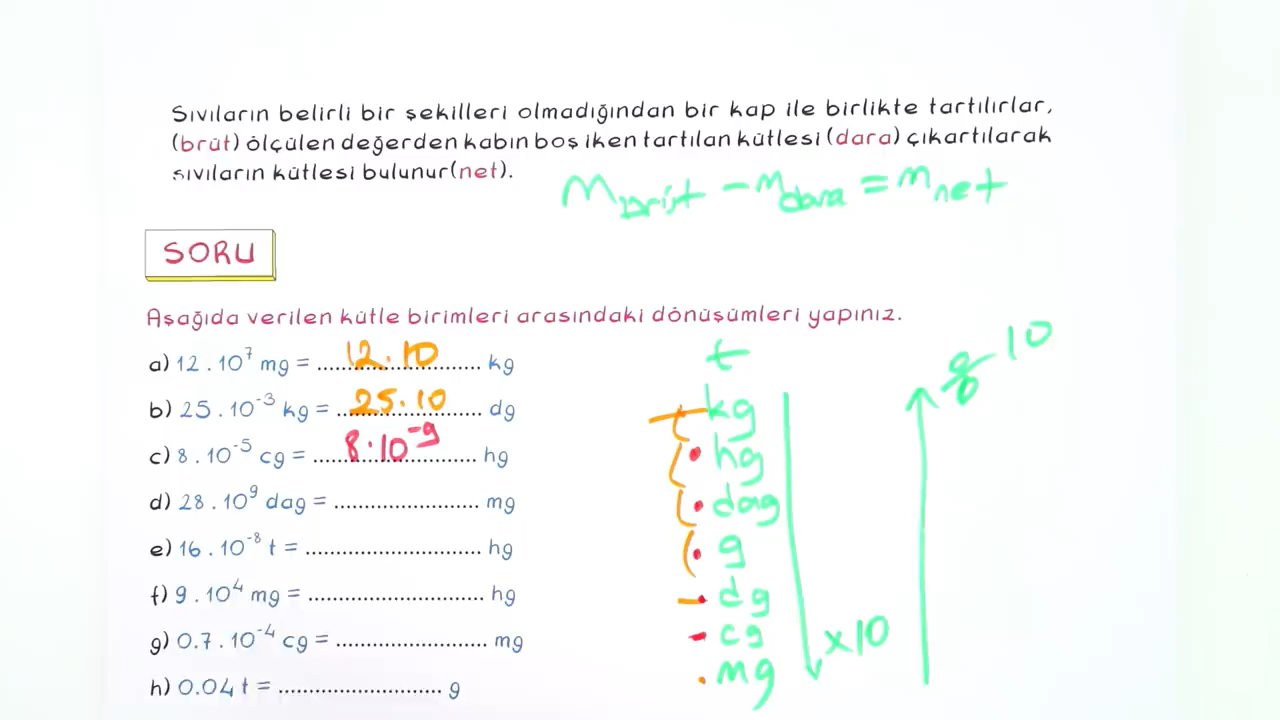 Sıvıların belirli bir şekilleri olmadığından bir kap ile birlikte tartılırlar,
(brüt) ölçülen değerden kabın boş iken tartılan kütlesi (dara) çıkartılarak
sıvıların kütlesi bulunur(net).
m brüt - m dara = m net
SORU
Aşağıda verilen kütle birimleri arasındaki dönüşümleri yapınız.
a) 12 . 10⁷ mg = 12 . 10 kg
b) 25 . 10⁻³ kg = 25 . 10 dg
c) 8 . 10⁻⁵ cg = 8 . 10⁻⁹ hg
d) 28 . 10⁹ dag = ........................ mg
e) 16 . 10⁻⁸ t = ........................ hg
f) 9 . 10⁴ mg = ........................ hg
g) 0.7 . 10⁻⁴ cg = ........................ mg
h) 0.04 t = ........................ g
t
kg
hg
dag
g
dg
cg
mg
x10
10